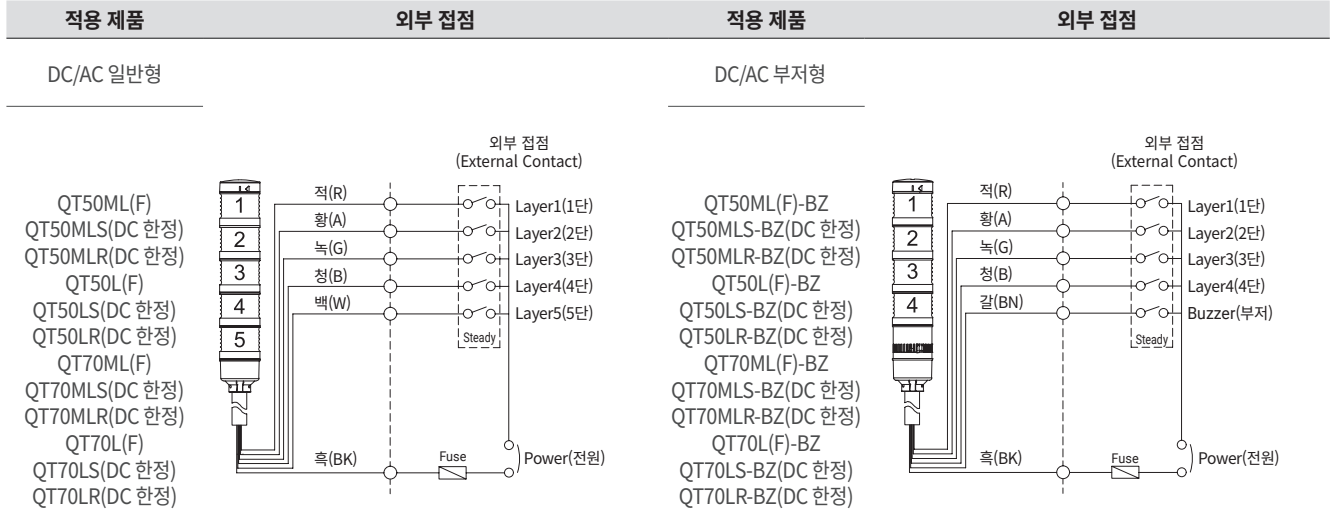 적용 제품 외부 접점 적용 제품 외부 접점
DC/AC 일반형
외부 접점
(External Contact)
QT50ML(F)
QT50MLS(DC 한정)
QT50MLR(DC 한정)
QT50L(F)
QT50LS(DC 한정)
QT50LR(DC 한정)
QT70ML(F)
QT70MLS(DC 한정)
QT70MLR(DC 한정)
QT70L(F)
QT70LS(DC 한정)
QT70LR(DC 한정)
1
2
3
4
5
적(R)
황(A)
녹(G)
청(B)
백(W)
흑(BK)
Layer1(1단)
Layer2(2단)
Layer3(3단)
Layer4(4단)
Layer5(5단)
Steady
Fuse
Power(전원)
DC/AC 부저형
외부 접점
(External Contact)
QT50ML(F)-BZ
QT50MLS-BZ(DC 한정)
QT50MLR-BZ(DC 한정)
QT50L(F)-BZ
QT50LS-BZ(DC 한정)
QT50LR-BZ(DC 한정)
QT70ML(F)-BZ
QT70MLS-BZ(DC 한정)
QT70MLR-BZ(DC 한정)
QT70L(F)-BZ
QT70LS-BZ(DC 한정)
QT70LR-BZ(DC 한정)
1
2
3
4
적(R)
황(A)
녹(G)
청(B)
갈(BN)
흑(BK)
Layer1(1단)
Layer2(2단)
Layer3(3단)
Layer4(4단)
Buzzer(부저)
Steady
Fuse
Power(전원)